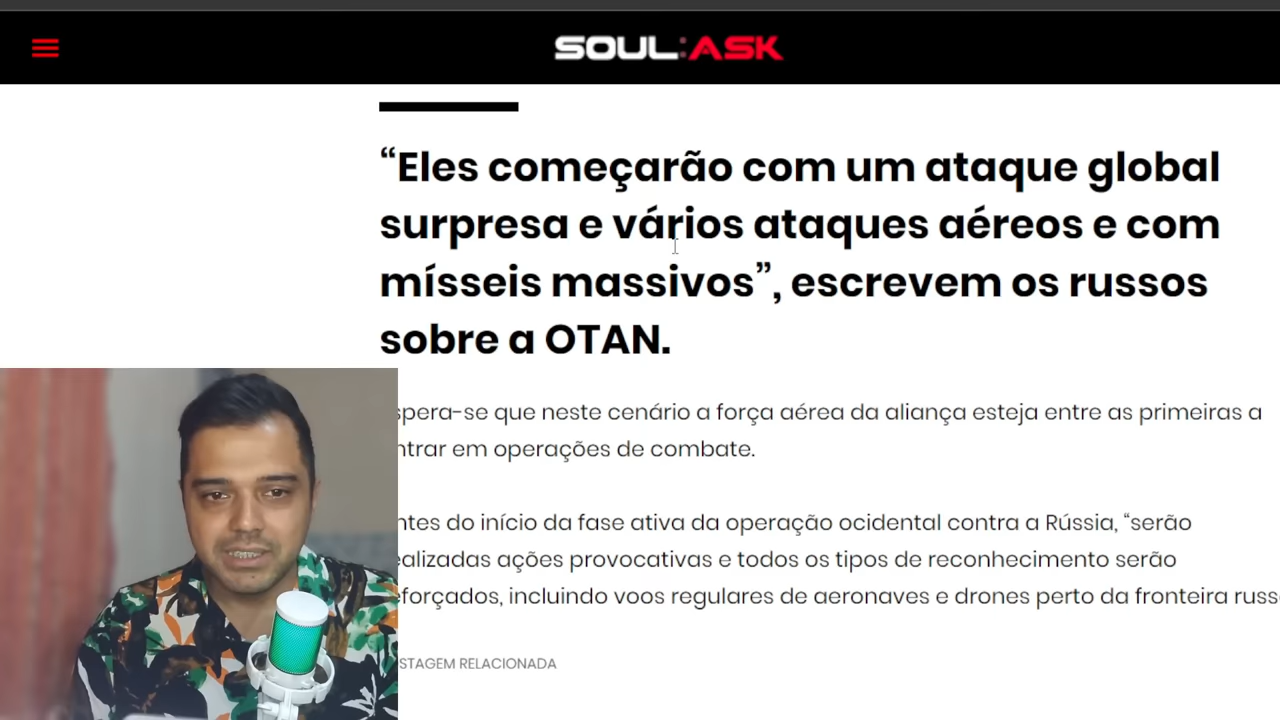 SOUL:ASK
“Eles começarão com um ataque global
surpresa e vários ataques aéreos e com
mísseis massivos”, escrevem os russos
sobre a OTAN.
spera-se que neste cenário a força aérea da aliança esteja entre as primeiras a
ntrar em operações de combate.
ntes do início da fase ativa da operação ocidental contra a Rússia, “serão
ealizadas ações provocativas e todos os tipos de reconhecimento serão
eforçados, incluindo voos regulares de aeronaves e drones perto da fronteira russ
STAGEM RELACIONADA